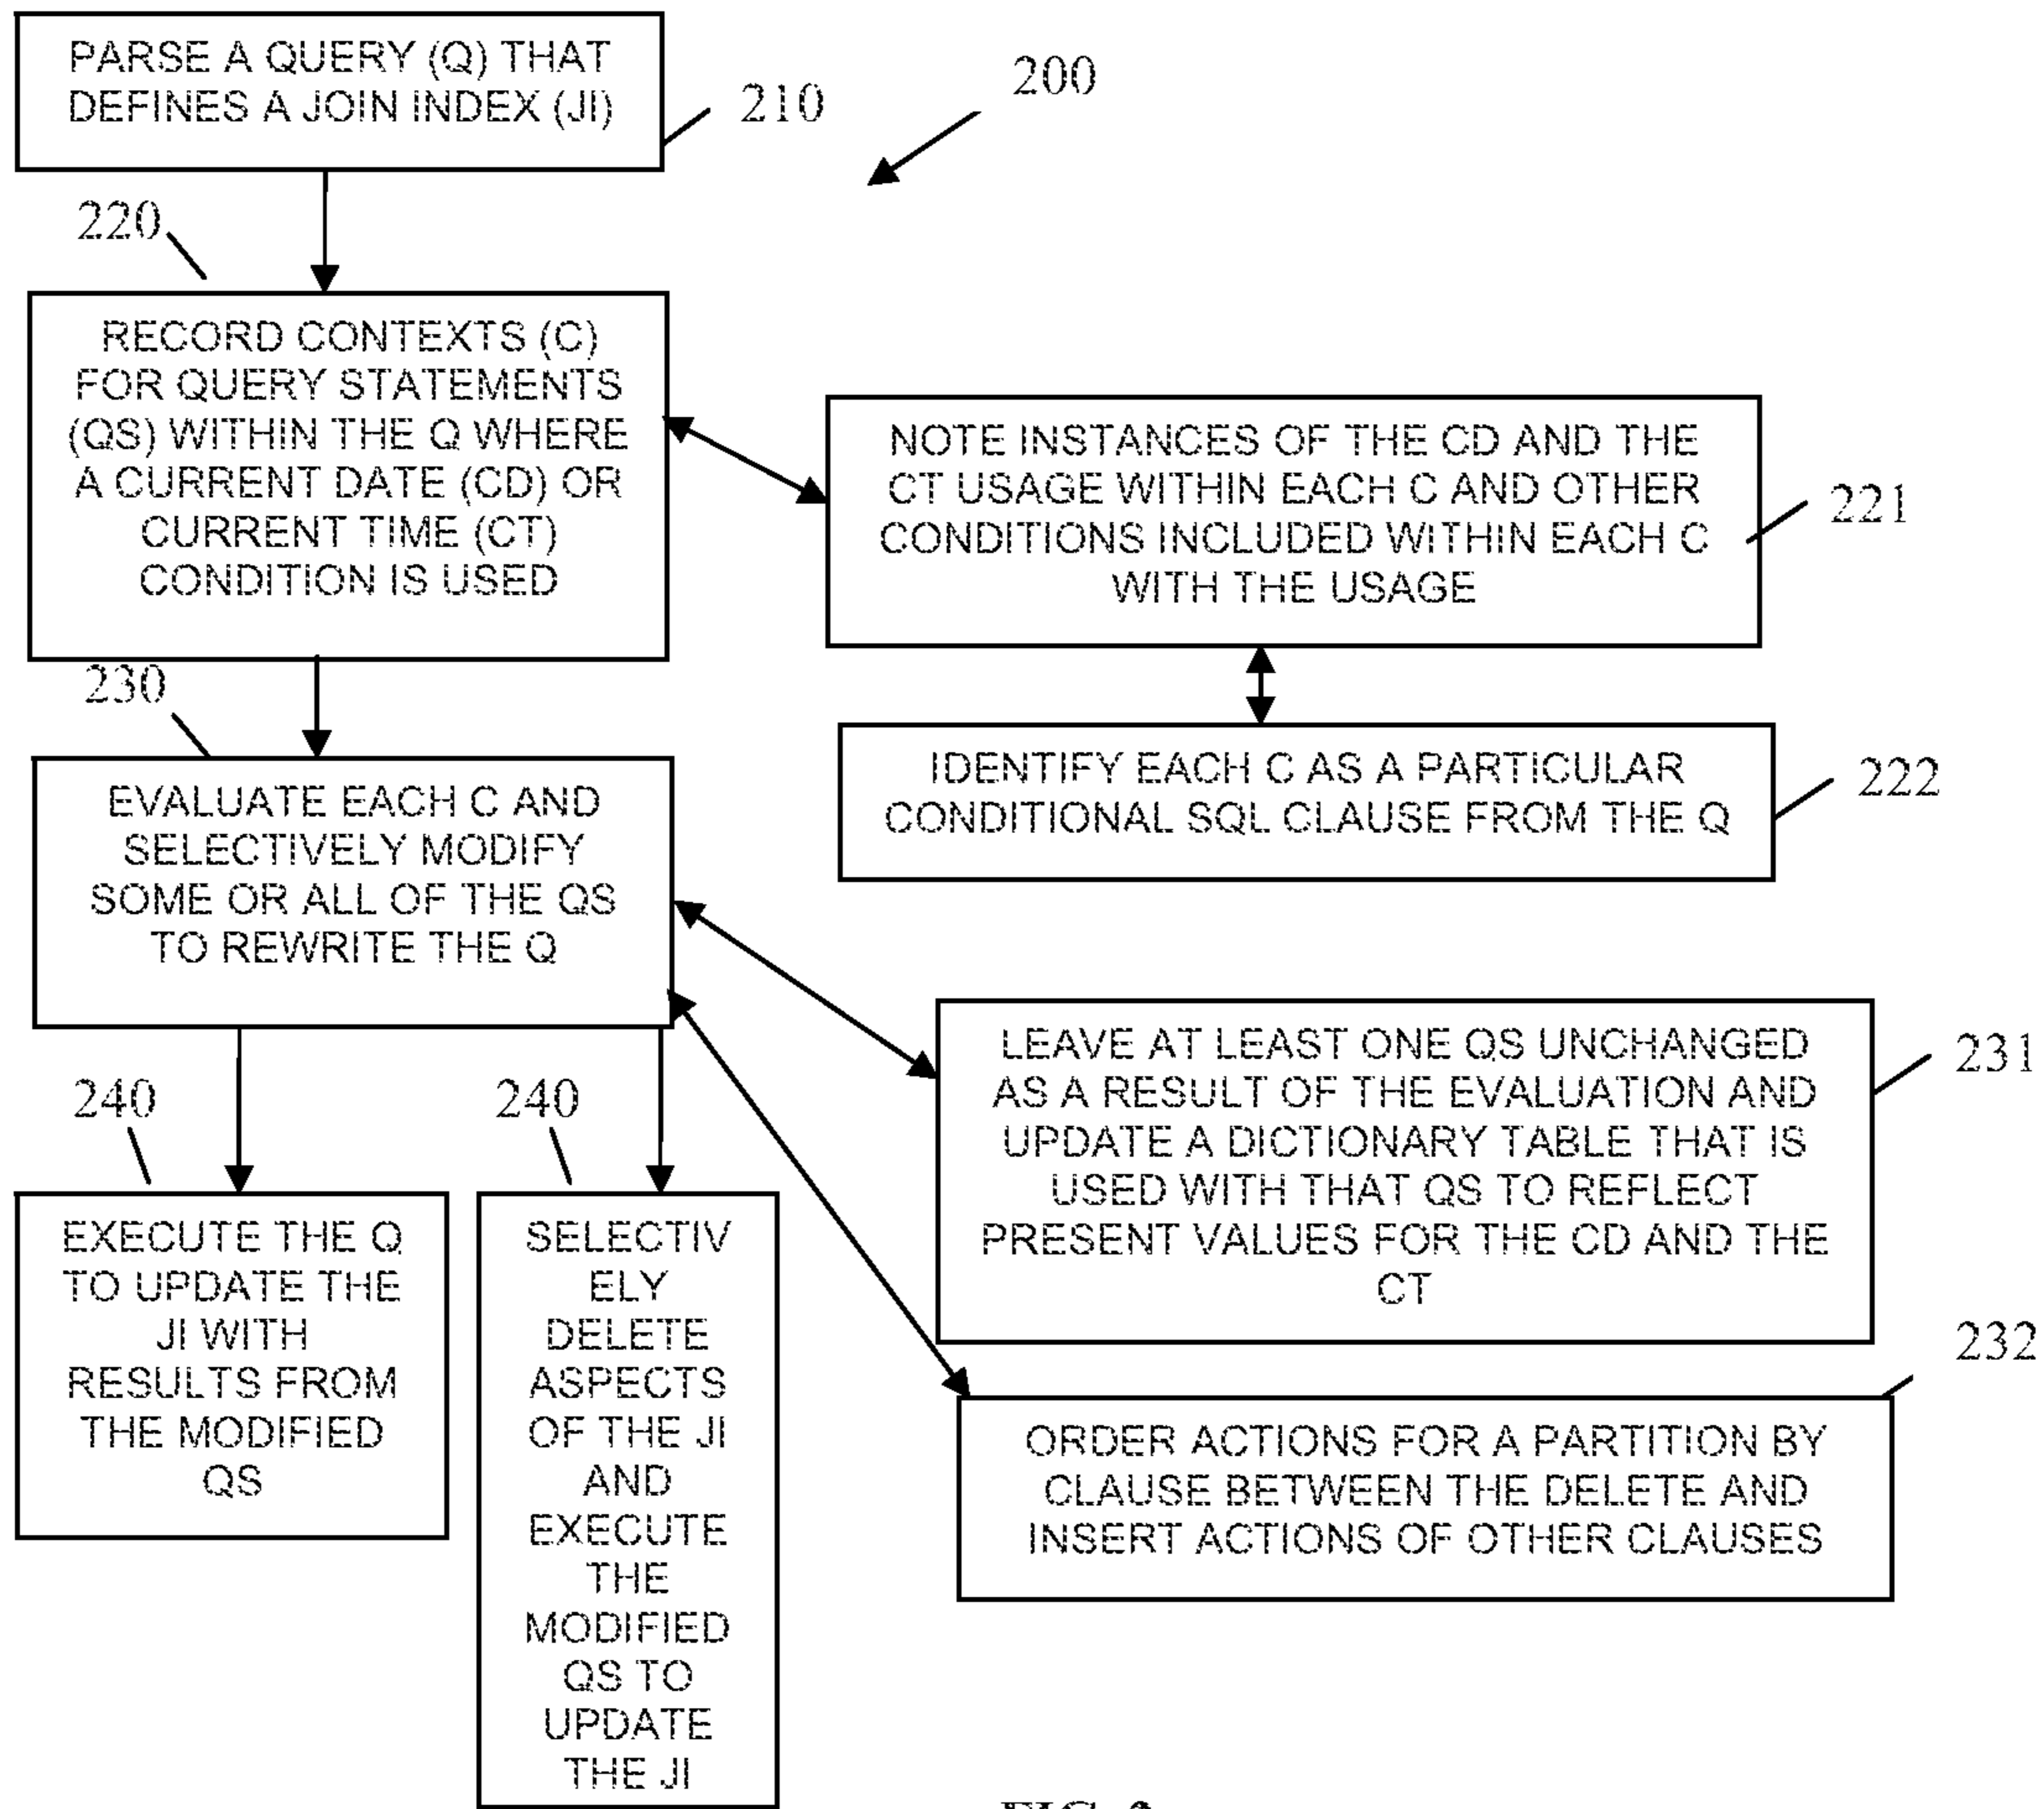 PARSE A QUERY (Q) THAT
DEFINES A JOIN INDEX (JI)
210
200
220
RECORD CONTEXTS (C)
FOR QUERY STATEMENTS
(QS) WITHIN THE Q WHERE
A CURRENT DATE (CD) OR
CURRENT TIME (CT)
CONDITION IS USED
NOTE INSTANCES OF THE CD AND THE
CT USAGE WITHIN EACH C AND OTHER
CONDITIONS INCLUDED WITHIN EACH C
WITH THE USAGE
221
230
IDENTIFY EACH C AS A PARTICULAR
CONDITIONAL SQL CLAUSE FROM THE Q
222
EVALUATE EACH C AND
SELECTIVELY MODIFY
SOME OR ALL OF THE QS
TO REWRITE THE Q
LEAVE AT LEAST ONE QS UNCHANGED
AS A RESULT OF THE EVALUATION AND
UPDATE A DICTIONARY TABLE THAT IS
USED WITH THAT QS TO REFLECT
PRESENT VALUES FOR THE CD AND THE
CT
231
240
240
EXECUTE THE Q
TO UPDATE THE
JI WITH
RESULTS FROM
THE MODIFIED
QS
SELECTIV
ELY
DELETE
ASPECTS
OF THE JI
AND
EXECUTE
THE
MODIFIED
QS TO
UPDATE
THE JI
232
ORDER ACTIONS FOR A PARTITION BY
CLAUSE BETWEEN THE DELETE AND
INSERT ACTIONS OF OTHER CLAUSES